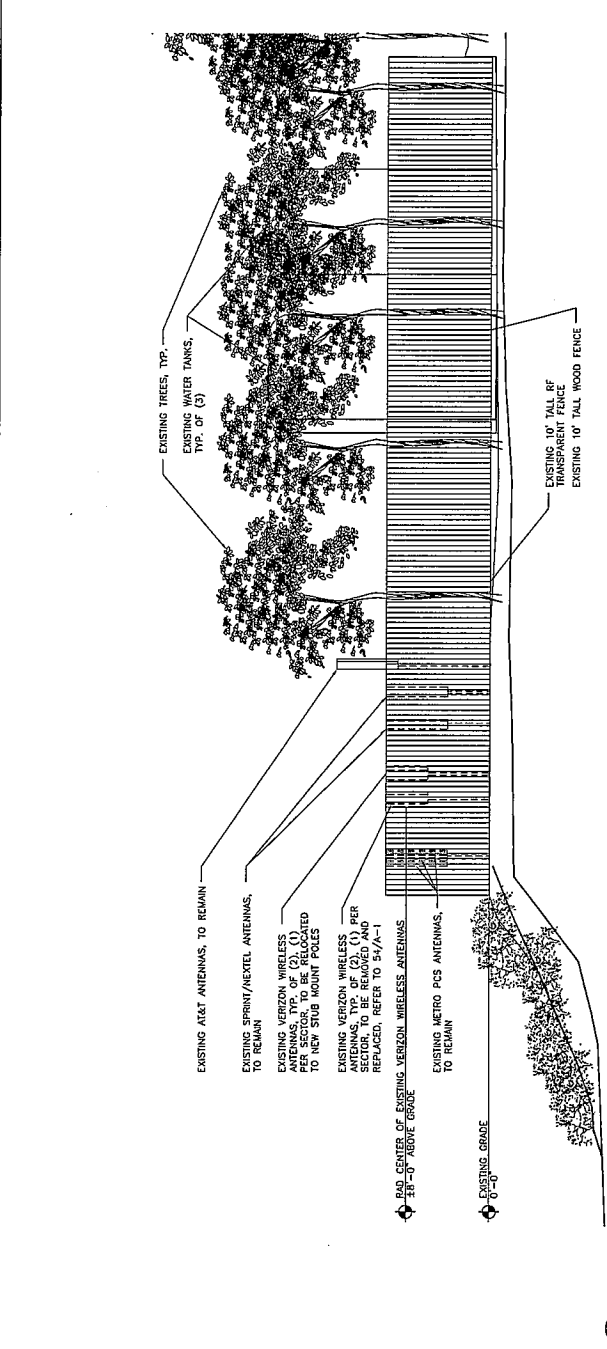 EXISTING TREES, TYP.
EXISTING WATER TANKS,
TYP. OF (3)
EXISTING AT&T ANTENNAS, TO REMAIN
EXISTING SPRINT/NEXTEL ANTENNAS,
TO REMAIN
EXISTING VERIZON WIRELESS
ANTENNAS, TYP. OF (2), (1)
PER SECTOR, TO BE RELOCATED
TO NEW STUB MOUNT POLES
EXISTING VERIZON WIRELESS
ANTENNAS, TYP. OF (2), (1) PER
SECTOR, TO BE REMOVED AND
REPLACED, REFER TO 54/A-1
RAD CENTER OF EXISTING VERIZON WIRELESS ANTENNAS
±8'-0" ABOVE GRADE
EXISTING METRO PCS ANTENNAS,
TO REMAIN
EXISTING GRADE
0'-0"
EXISTING 10' TALL RF
TRANSPARENT FENCE
EXISTING 10' TALL WOOD FENCE